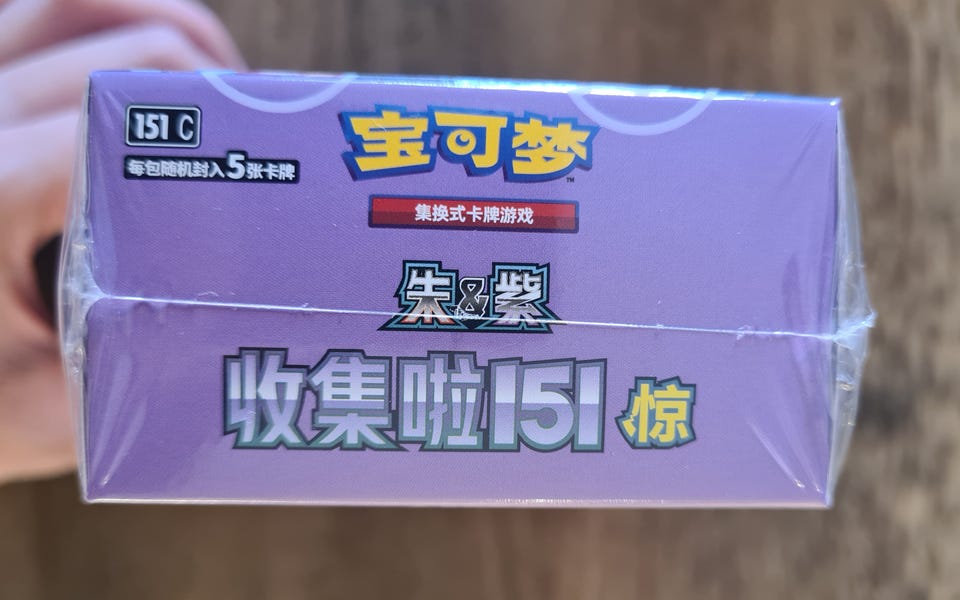 151 C
每包随机封入5张卡牌
宝可梦
TM
集换式卡牌游戏
朱&紫
收集啦151 惊